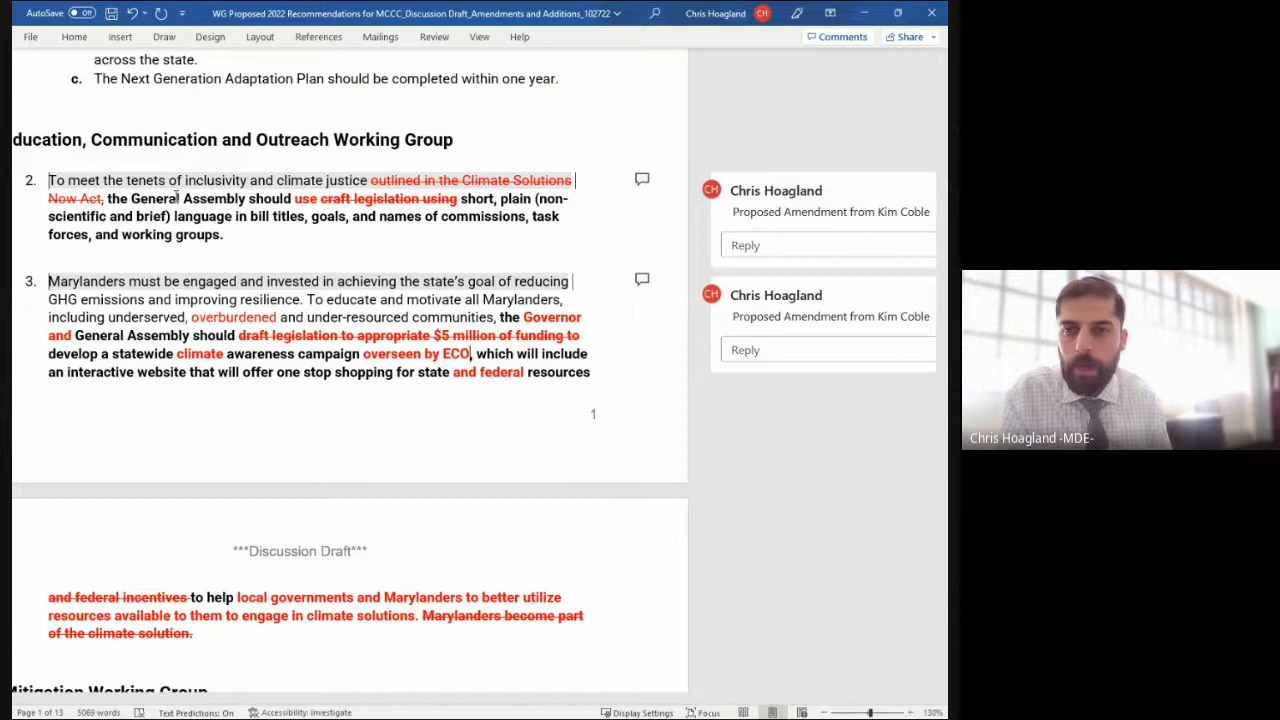 AutoSave Off
WG Proposed 2022 Recommendations for MCCC_Discussion Draft_Amendments and Additions_102722
Chris Hoagland CH
File Home Insert Draw Design Layout References Mailings Review View Help Comments Share
across the state.
c. The Next Generation Adaptation Plan should be completed within one year.
ducation, Communication and Outreach Working Group
2. To meet the tenets of inclusivity and climate justice outlined in the Climate Solutions
Now Act, the General Assembly should use craft legislation using short, plain (non-
scientific and brief) language in bill titles, goals, and names of commissions, task
forces, and working groups.
3. Marylanders must be engaged and invested in achieving the state's goal of reducing
GHG emissions and improving resilience. To educate and motivate all Marylanders,
including underserved, overburdened and under-resourced communities, the Governor
and General Assembly should draft legislation to appropriate $5 million of funding to
develop a statewide climate awareness campaign overseen by ECO, which will include
an interactive website that will offer one stop shopping for state and federal resources
1
***Discussion Draft***
and federal incentives to help local governments and Marylanders to better utilize
resources available to them to engage in climate solutions. Marylanders become part
of the climate solution.
Mitigation Working Group
CH Chris Hoagland
Proposed Amendment from Kim Coble
Reply
CH Chris Hoagland
Proposed Amendment from Kim Coble
Reply
Chris Hoagland -MDE-
Page 1 of 13 5069 words Text Predictions: On Accessibility: Investigate Display Settings Focus 130%